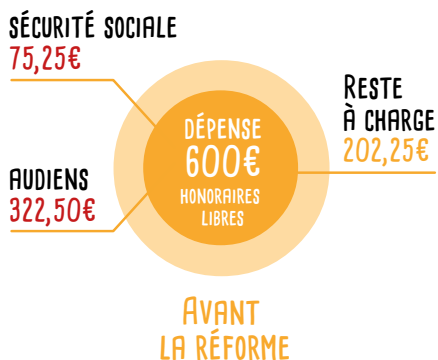 SÉCURITÉ SOCIALE
75,25€
AUDIENS
322,50€
DÉPENSE
600€
HONORAIRES
LIBRES
RESTE
À CHARGE
202,25€
AVANT
LA RÉFORME